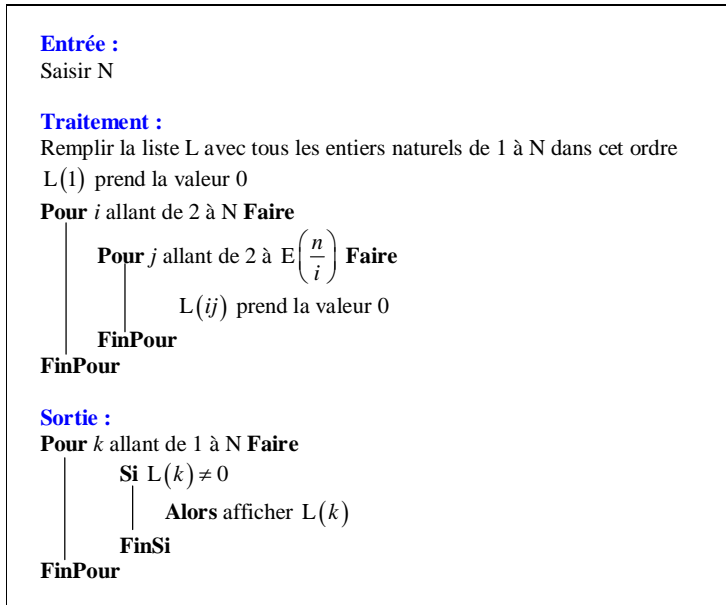 Entrée :
Saisir N
Traitement :
Remplir la liste L avec tous les entiers naturels de 1 à N dans cet ordre
L(1) prend la valeur 0
Pour i allant de 2 à N Faire
Pour j allant de 2 à E(n/i) Faire
L(ij) prend la valeur 0
FinPour
FinPour
Sortie :
Pour k allant de 1 à N Faire
Si L(k) ≠ 0
Alors afficher L(k)
FinSi
FinPour